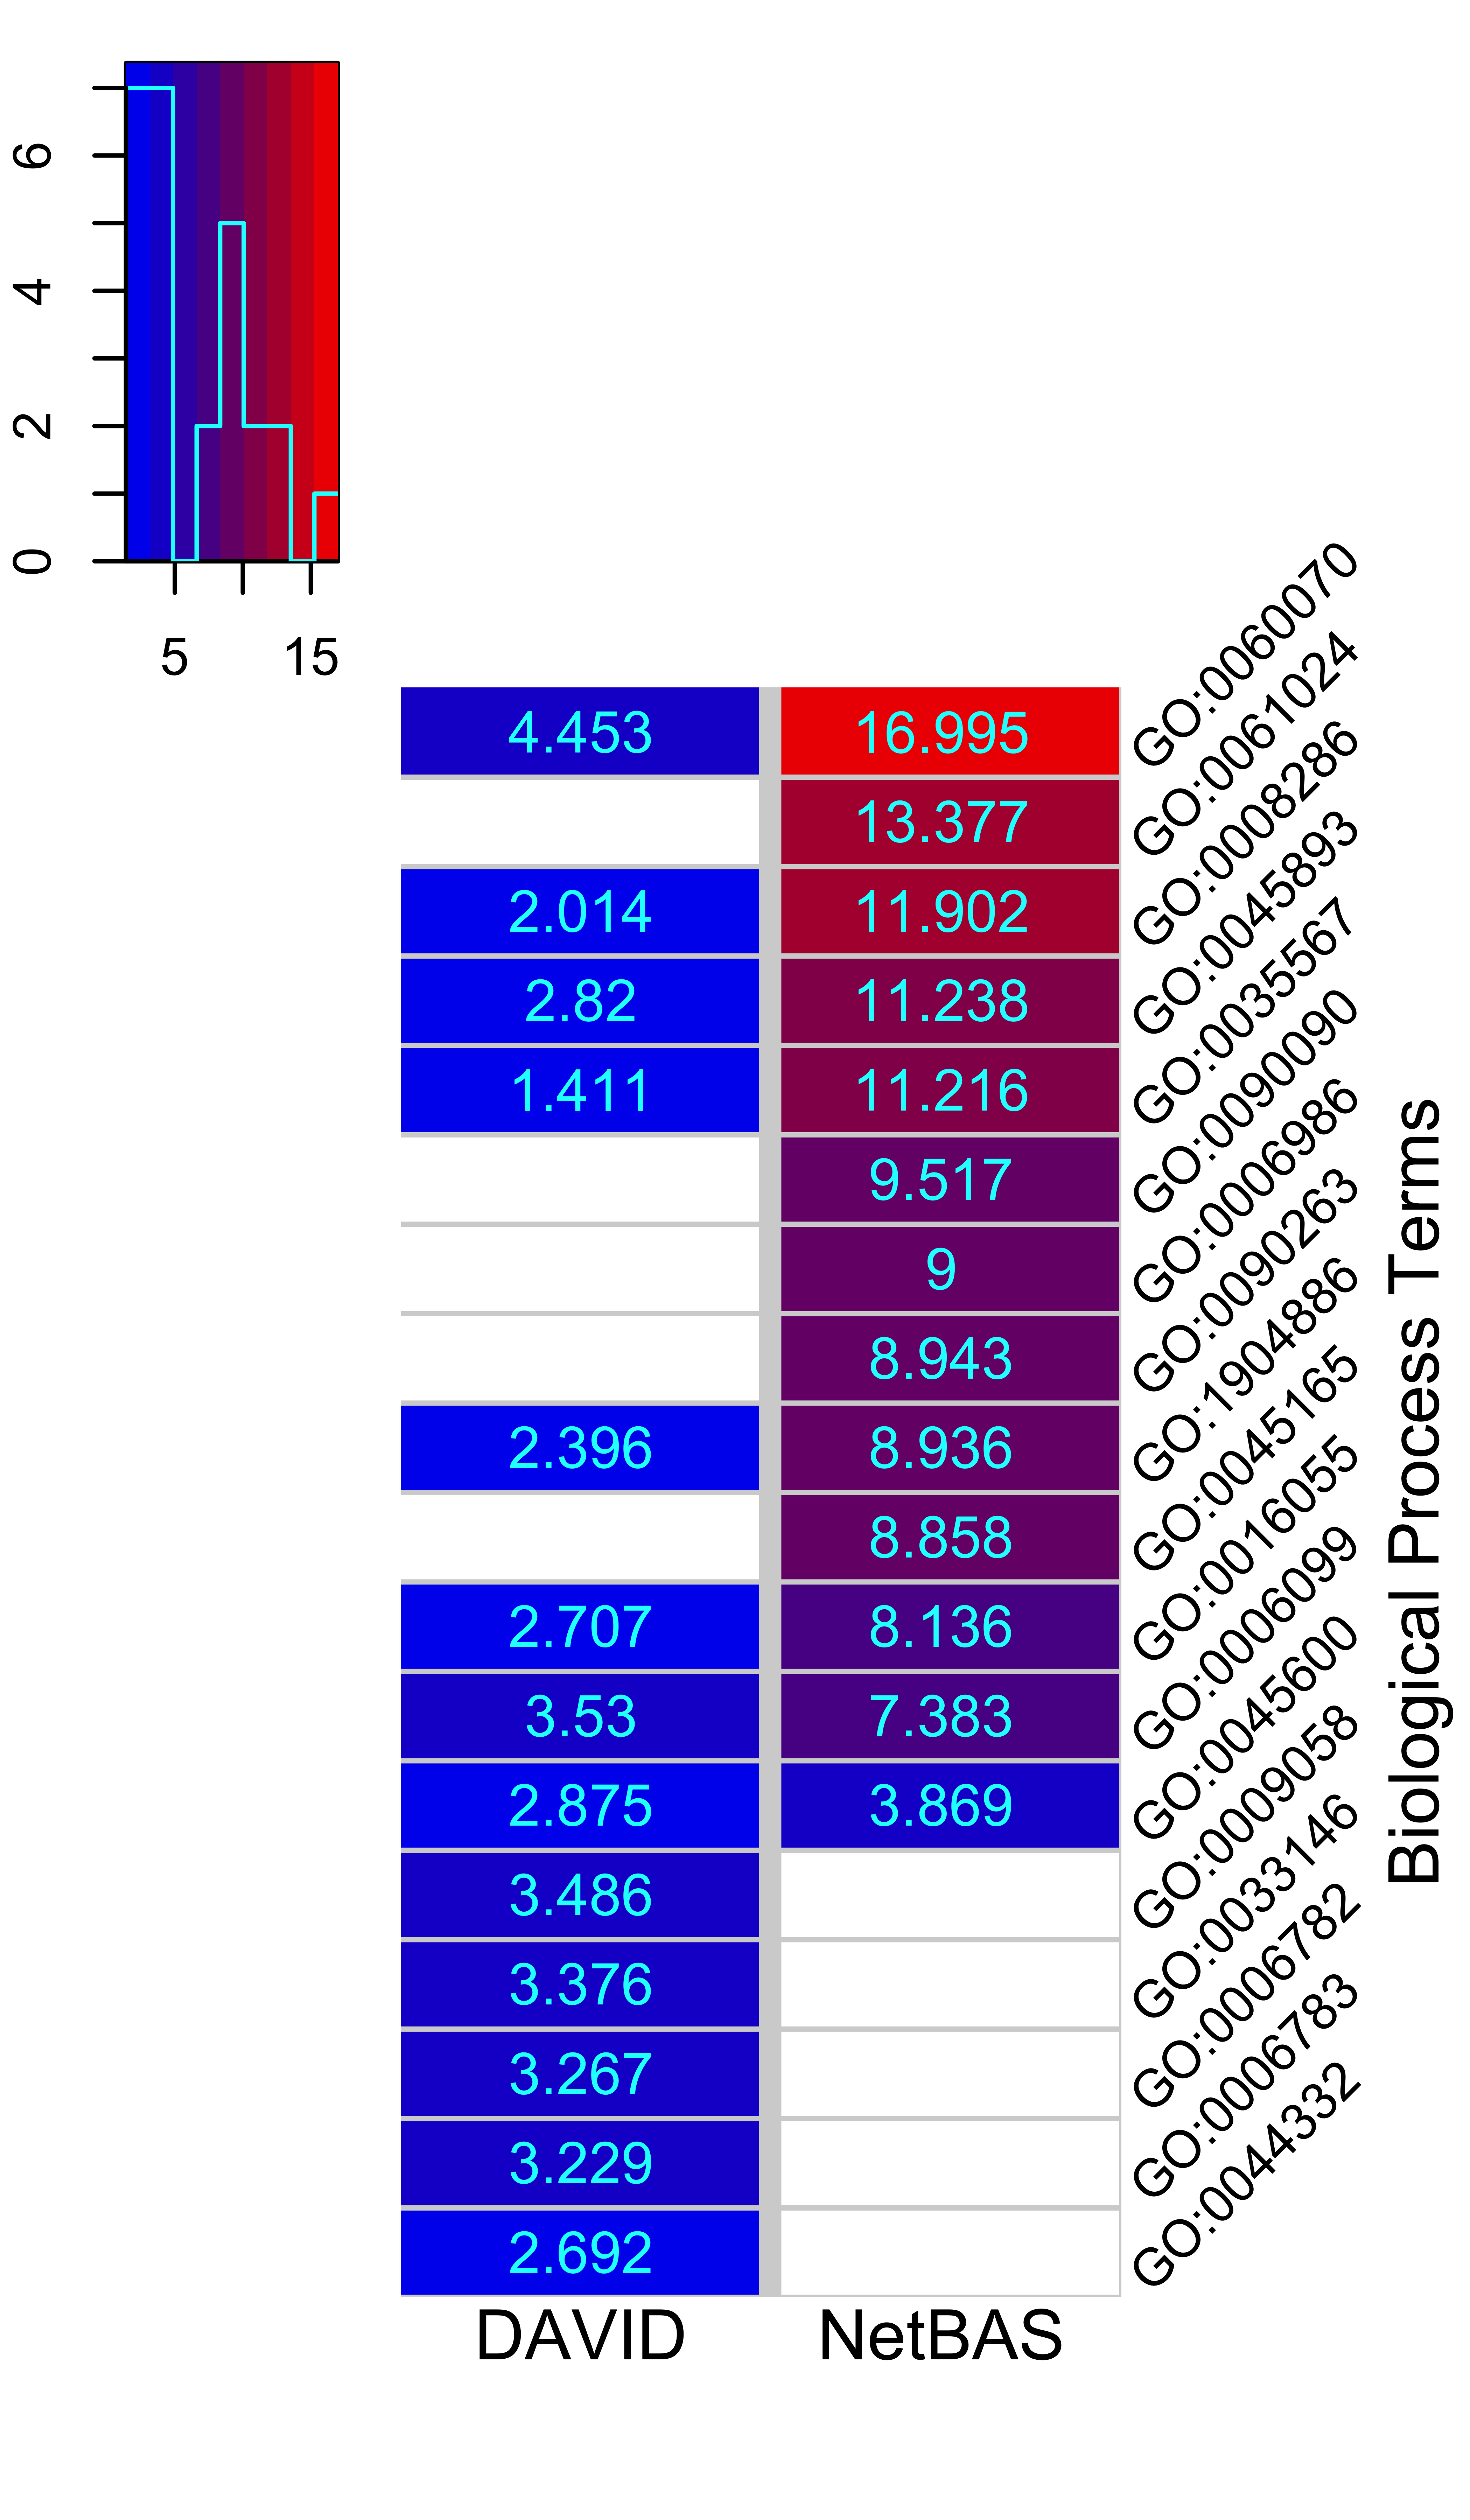 6
4
2
0
5 15
4.453 16.995 GO:0060070
13.377 GO:0061024
2.014 11.902 GO:0008286
2.82 11.238 GO:0045893
1.411 11.216 GO:0035567
9.517 GO:0090090
9 GO:0006986
8.943 GO:0090263
2.396 8.936 GO:1904886
8.858 GO:0045165
2.707 8.136 GO:0016055
3.53 7.383 GO:0006099
2.875 3.869 GO:0045600
3.486 GO:0009058
3.376 GO:0033146
3.267 GO:0006782
3.229 GO:0006783
2.692 GO:0044332
DAVID NetBAS
Biological Process Terms